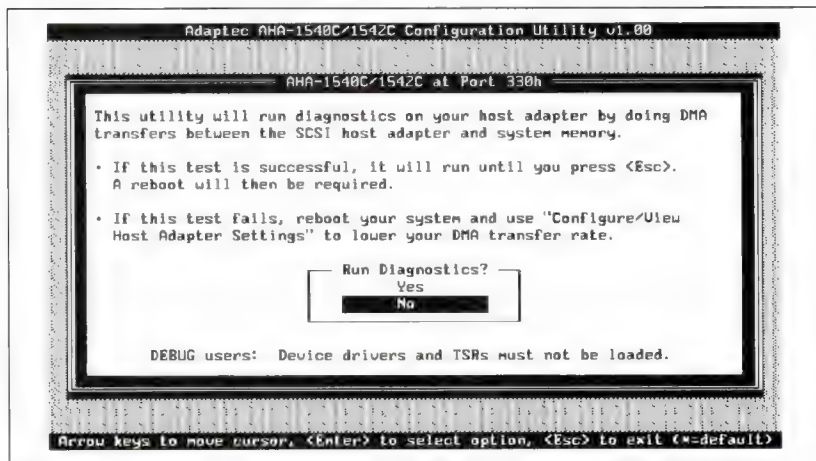 Adaptec AHA-1540C/1542C Configuration Utility v1.00
AHA-1540C/1542C at Port 330h
This utility will run diagnostics on your host adapter by doing DMA
transfers between the SCSI host adapter and system memory.
· If this test is successful, it will run until you press <Esc>.
A reboot will then be required.
· If this test fails, reboot your system and use "Configure/View
Host Adapter Settings" to lower your DMA transfer rate.
Run Diagnostics?
Yes
No
DEBUG users: Device drivers and TSRs must not be loaded.
Arrow keys to move cursor, <Enter> to select option, <Esc> to exit (*=default)